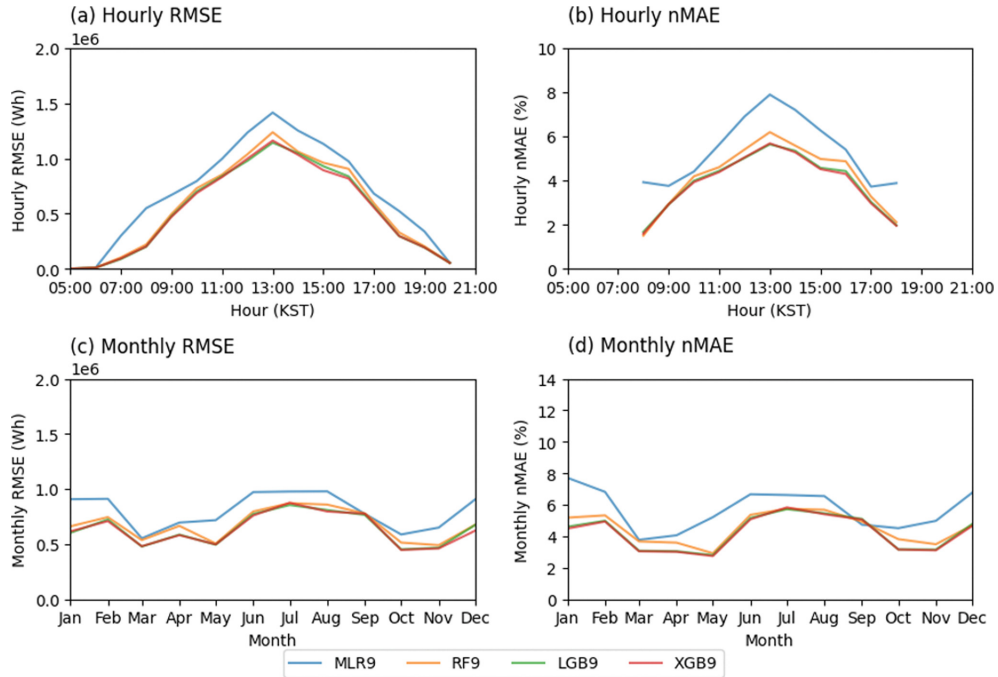 (a) Hourly RMSE
1e6
2.0
1.5
1.0
0.5
0.0
Hourly RMSE (Wh)
05:00 07:00 09:00 11:00 13:00 15:00 17:00 19:00 21:00
Hour (KST)
(b) Hourly nMAE
10
8
6
4
2
0
Hourly nMAE (%)
05:00 07:00 09:00 11:00 13:00 15:00 17:00 19:00 21:00
Hour (KST)
(c) Monthly RMSE
1e6
2.0
1.5
1.0
0.5
0.0
Monthly RMSE (Wh)
Jan Feb Mar Apr May Jun Jul Aug Sep Oct Nov Dec
Month
(d) Monthly nMAE
14
12
10
8
6
4
2
0
Monthly nMAE (%)
Jan Feb Mar Apr May Jun Jul Aug Sep Oct Nov Dec
Month
MLR9 RF9 LGB9 XGB9